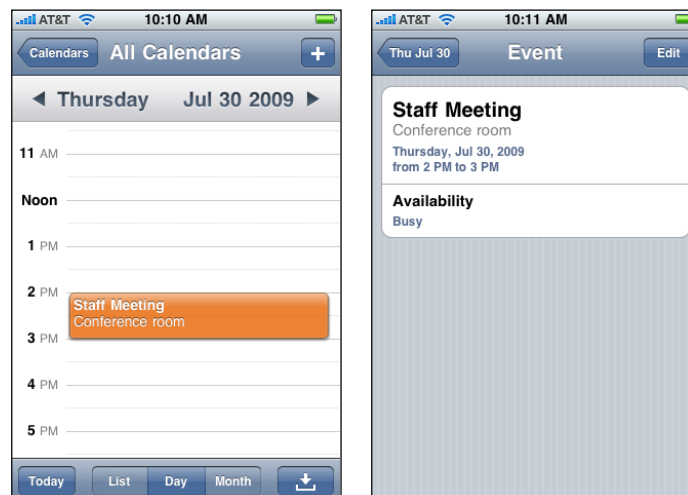 AT&T 10:10 AM
Calendars All Calendars +
Thursday Jul 30 2009
11 AM
Noon
1 PM
2 PM
Staff Meeting
Conference room
3 PM
4 PM
5 PM
Today List Day Month
AT&T 10:11 AM
Thu Jul 30 Event Edit
Staff Meeting
Conference room
Thursday, Jul 30, 2009
from 2 PM to 3 PM
Availability
Busy